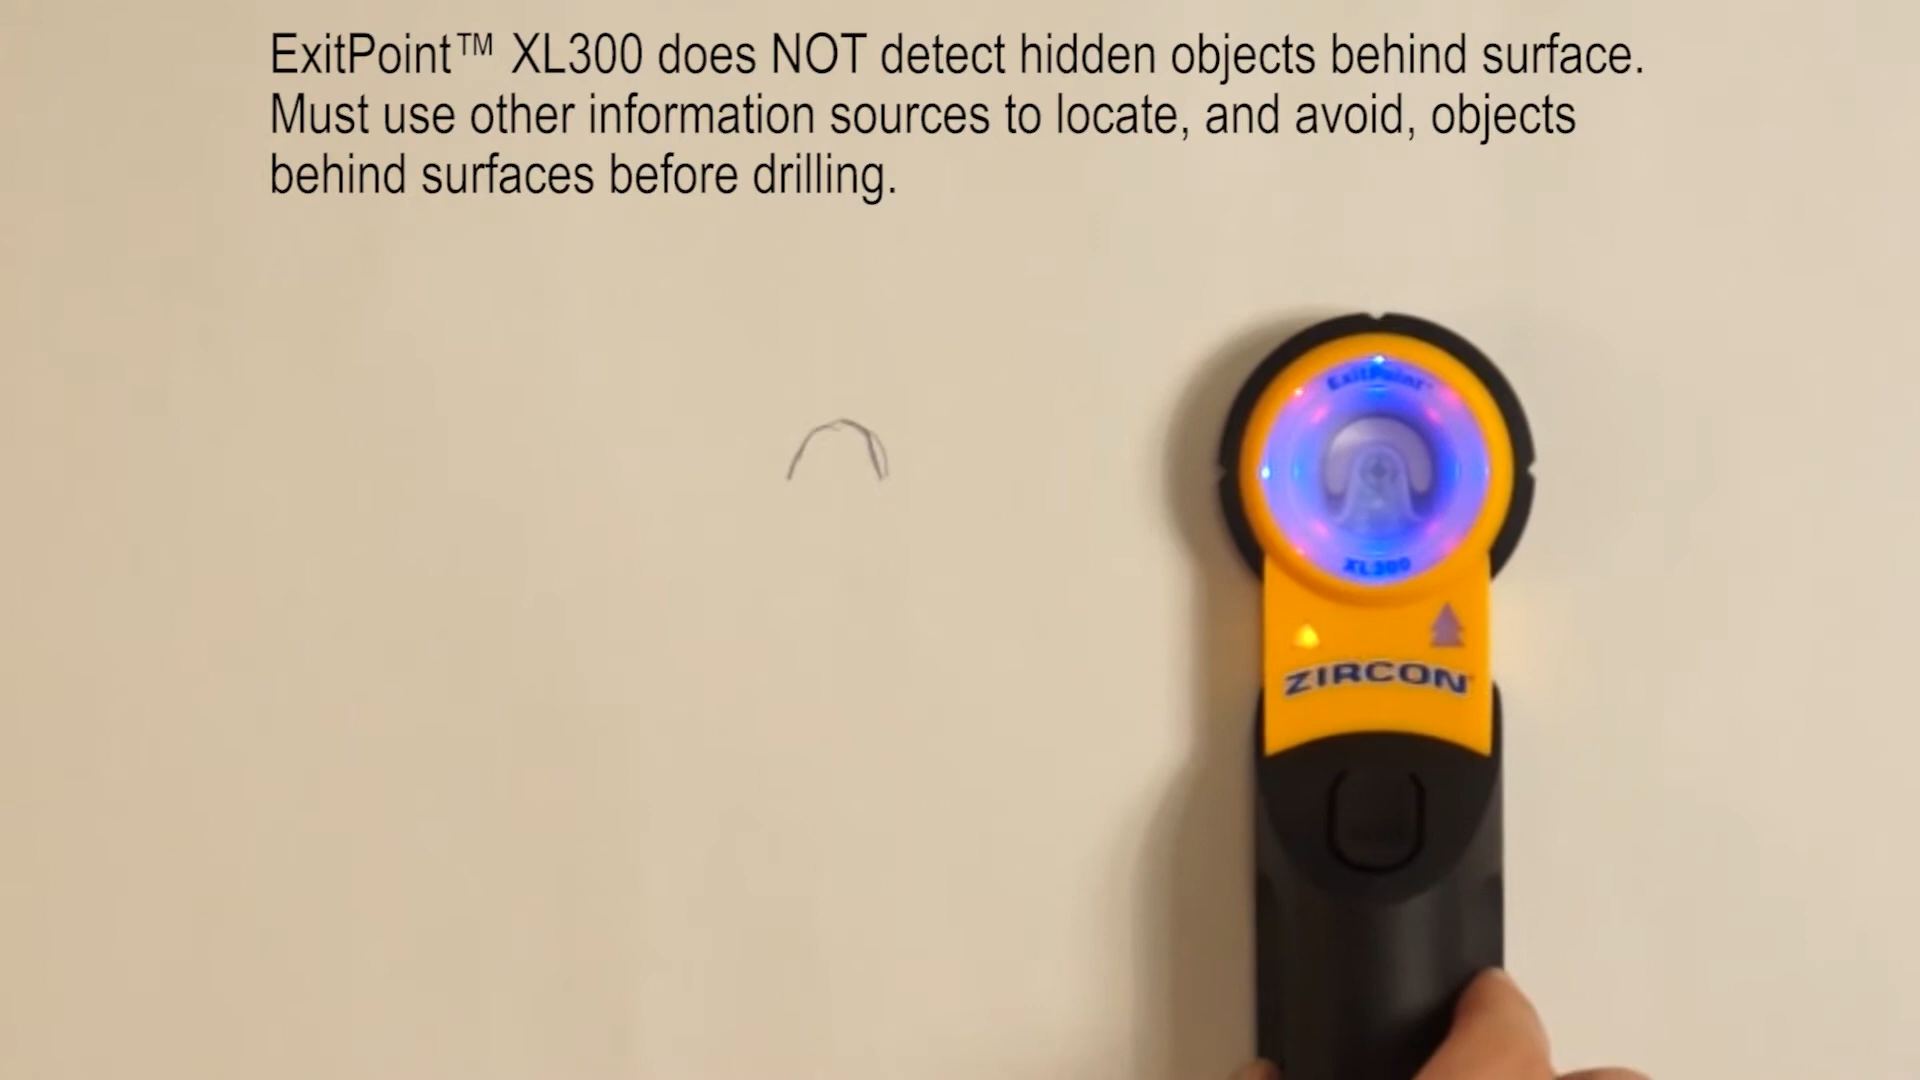 ExitPoint™ XL300 does NOT detect hidden objects behind surface.
Must use other information sources to locate, and avoid, objects
behind surfaces before drilling.
ExitPoint™
XL300
ZIRCON®